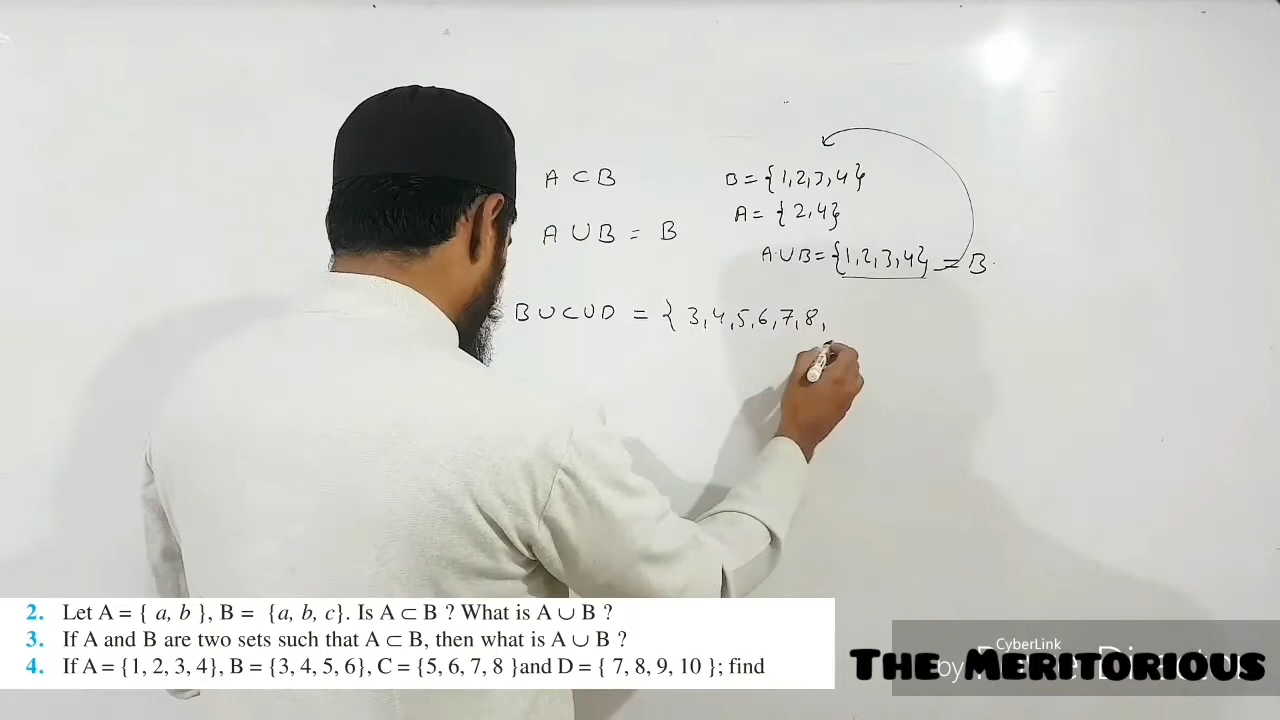 A ⊂ B
A ∪ B = B
B = {1,2,3,4}
A = {2,4}
A ∪ B = {1,2,3,4} = B.
B ∪ C ∪ D = { 3,4,5,6,7,8,
2. Let A = { a, b }, B = {a, b, c}. Is A ⊂ B ? What is A ∪ B ?
3. If A and B are two sets such that A ⊂ B, then what is A ∪ B ?
4. If A = {1, 2, 3, 4}, B = {3, 4, 5, 6}, C = {5, 6, 7, 8 }and D = { 7, 8, 9, 10 }; find
CyberLink
by
THE MERITORIOUS